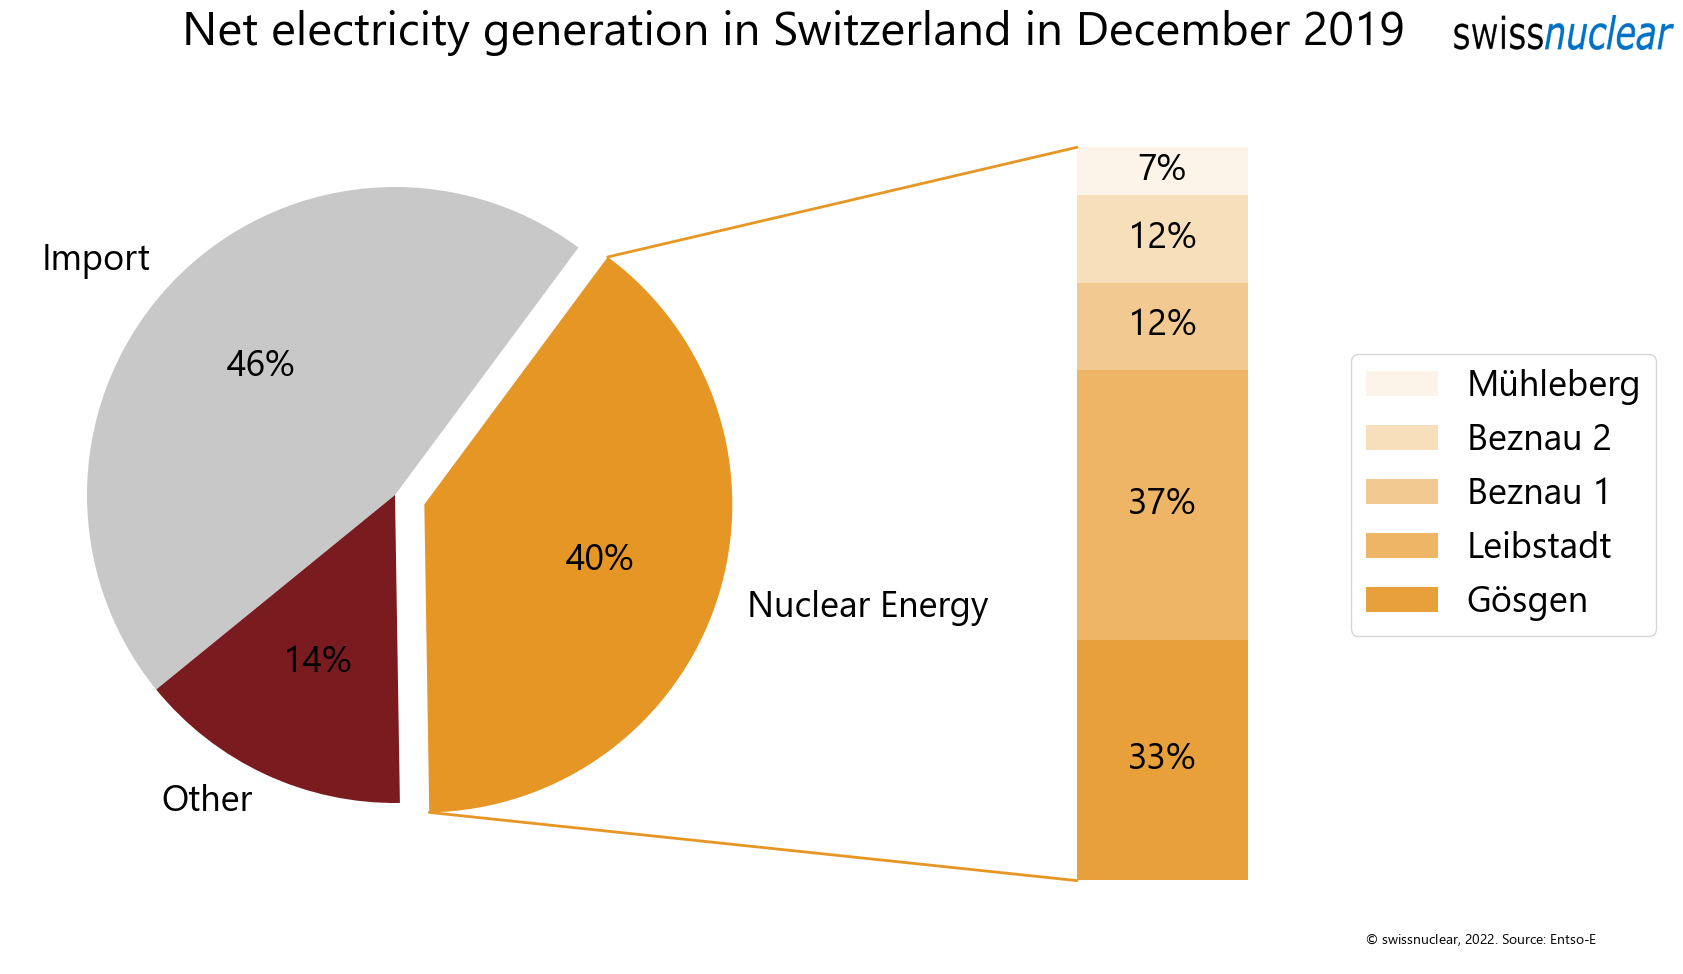 Net electricity generation in Switzerland in December 2019
swissnuclear
Import
46%
14%
Other
40%
Nuclear Energy
7%
12%
12%
37%
33%
Mühleberg
Beznau 2
Beznau 1
Leibstadt
Gösgen
© swissnuclear, 2022. Source: Entso-E